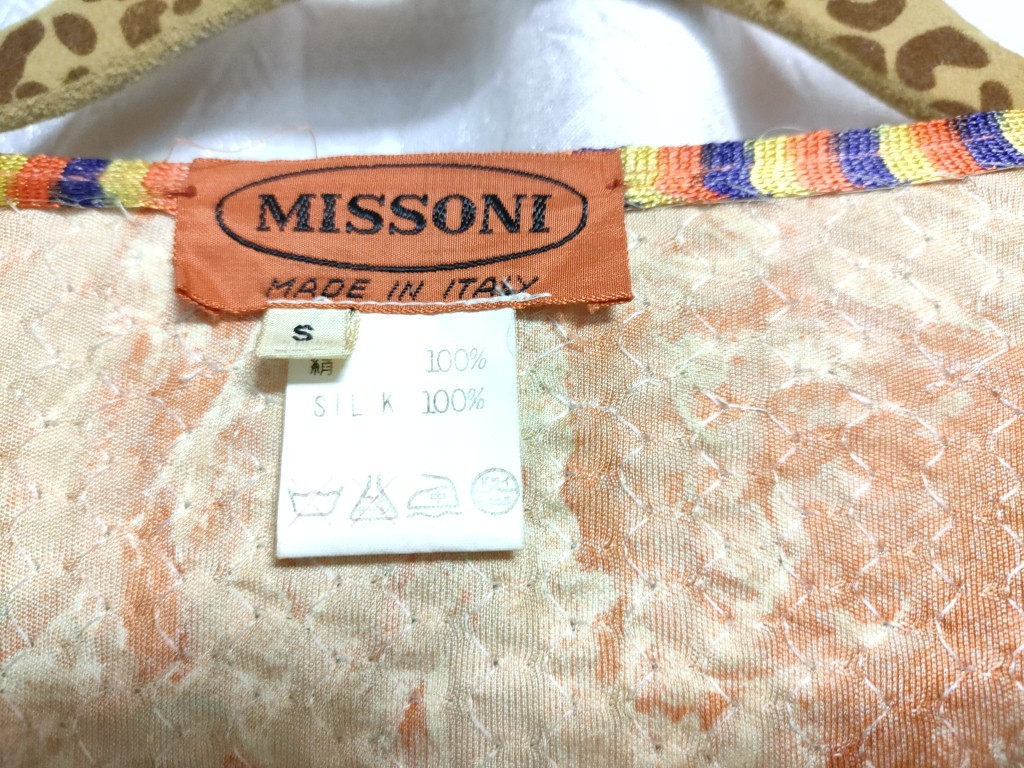 MISSONI
MADE IN ITALY
S
絹 100%
SILK 100%